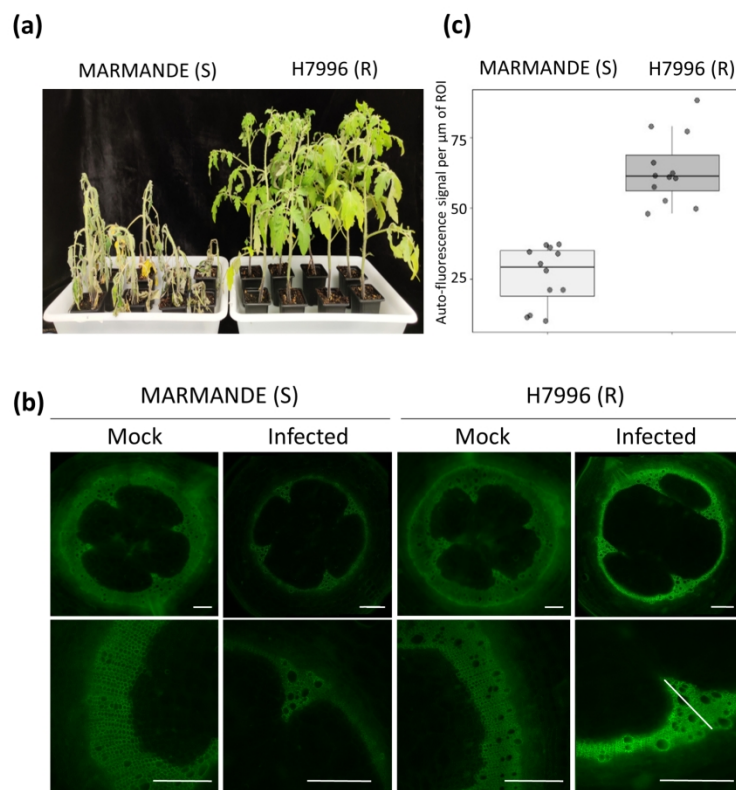 (a)
MARMANDE (S) H7996 (R)
(c)
MARMANDE (S) H7996 (R)
Auto-fluorescence signal per µm of ROI
75
50
25
(b)
MARMANDE (S) H7996 (R)
Mock Infected Mock Infected